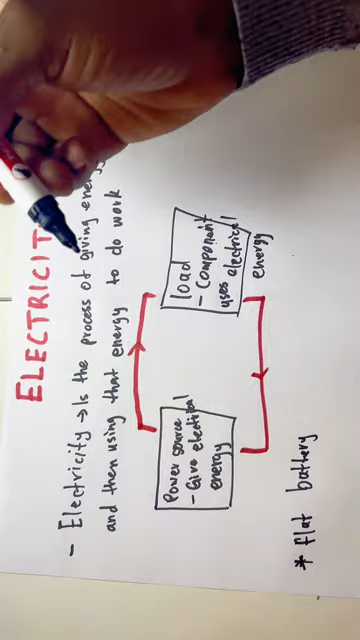 ELECTRICIT
- Electricity → Is the process of giving energ
and then using that energy to do work
Power source
- Give electrical
energy
load
- Component
uses electrical
energy
* flat battery